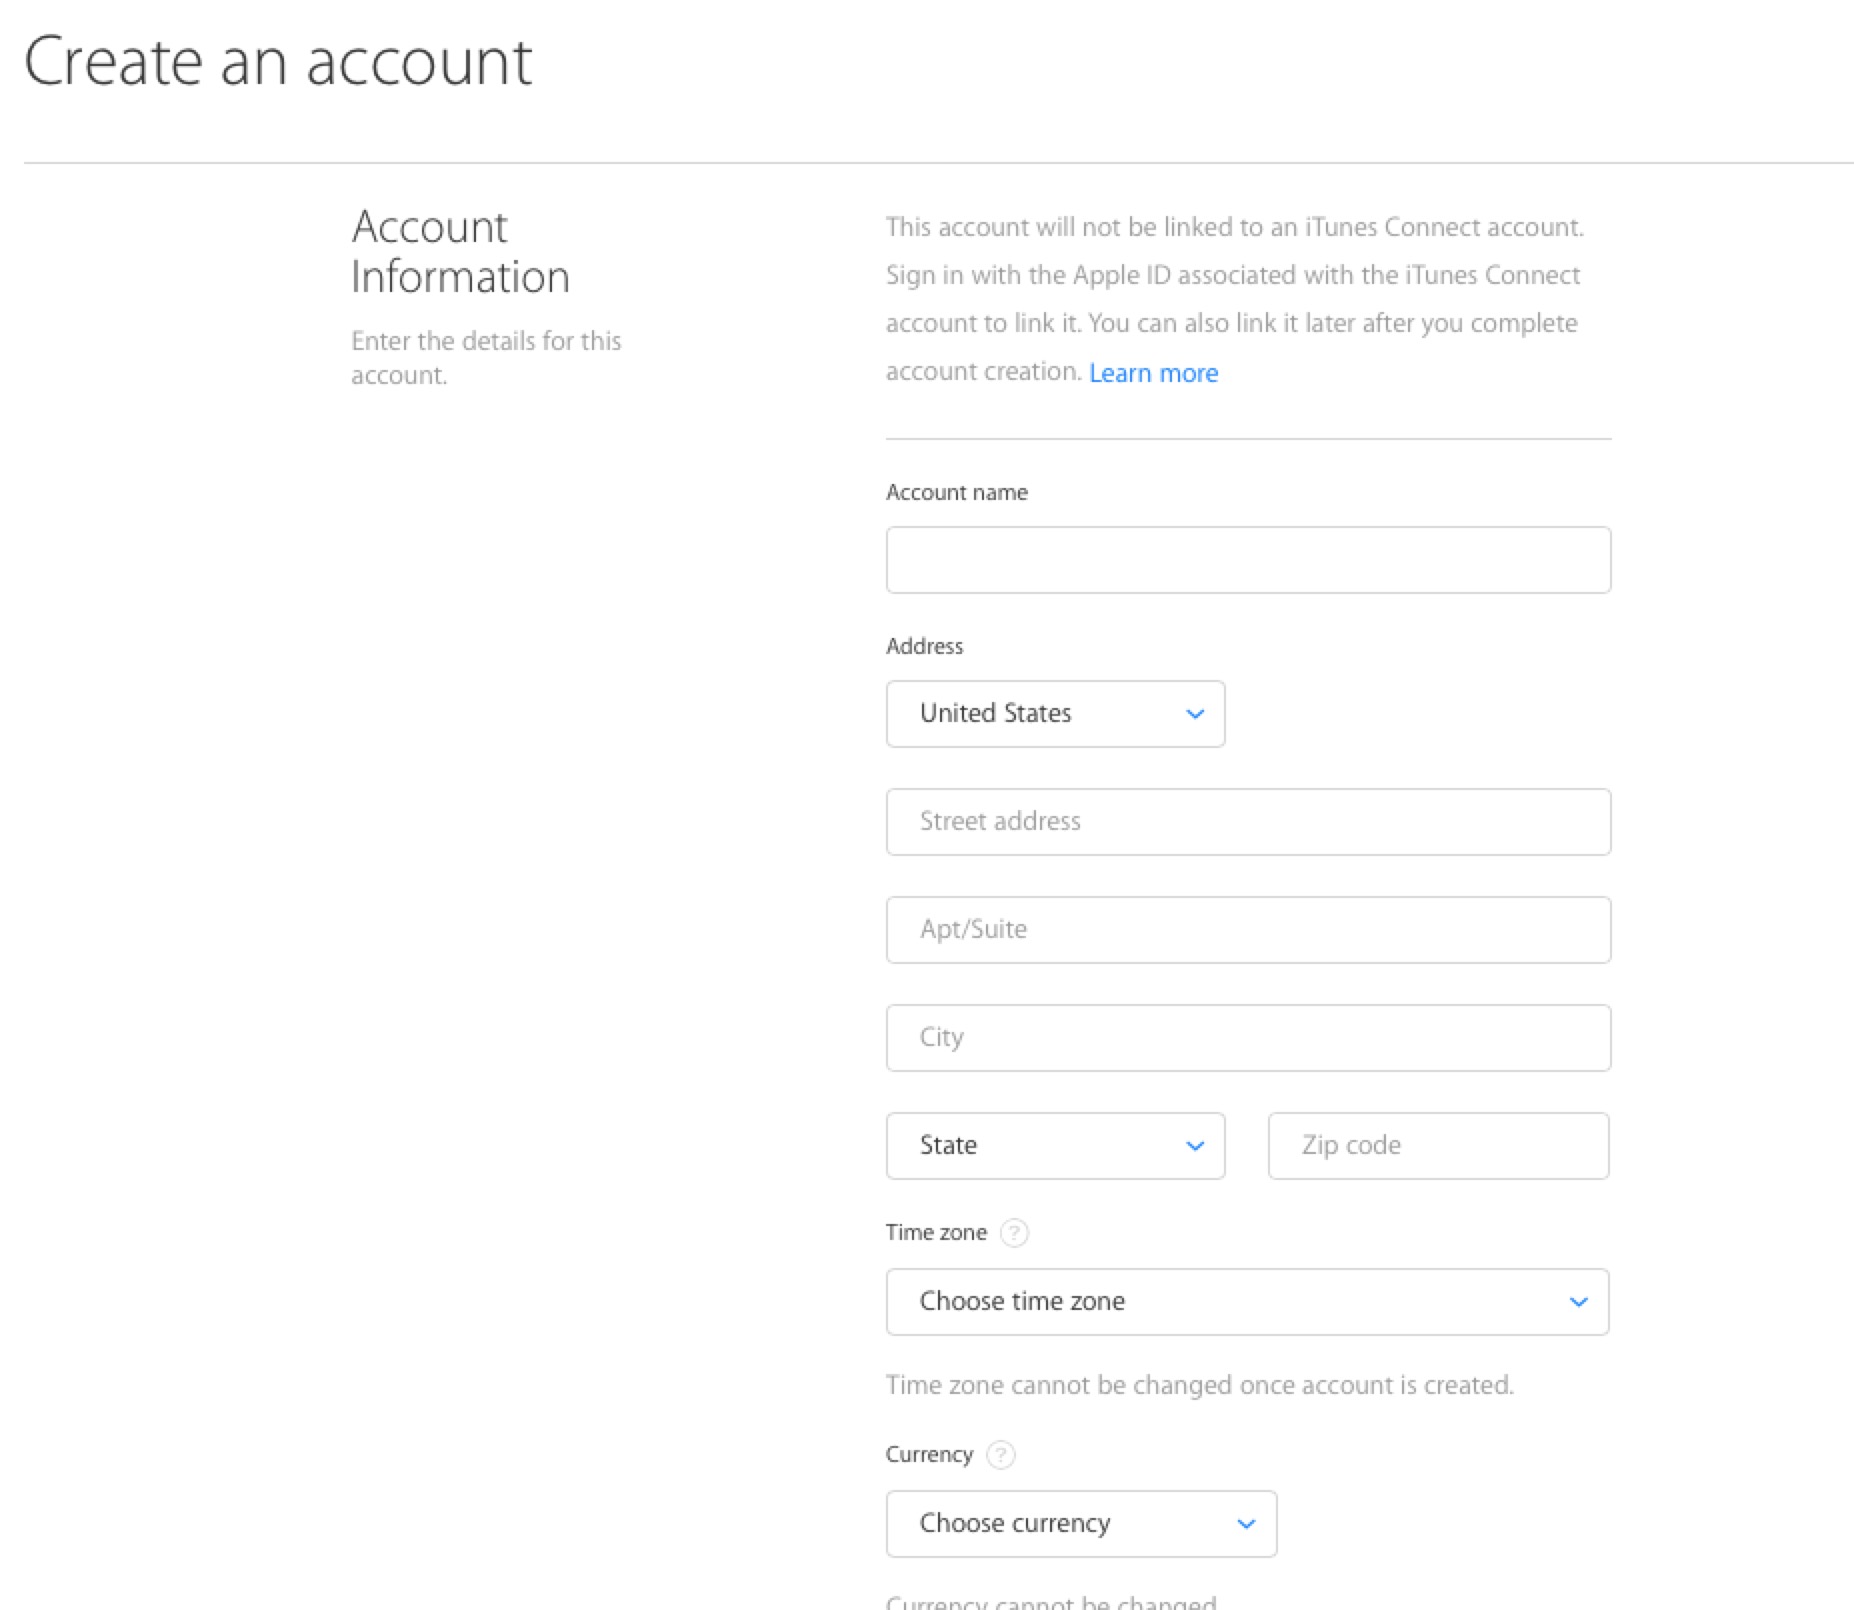 Create an account
Account
Information
Enter the details for this
account.
This account will not be linked to an iTunes Connect account.
Sign in with the Apple ID associated with the iTunes Connect
account to link it. You can also link it later after you complete
account creation. Learn more
Account name
Address
United States
Street address
Apt/Suite
City
State
Zip code
Time zone ?
Choose time zone
Time zone cannot be changed once account is created.
Currency ?
Choose currency
Currency cannot be changed